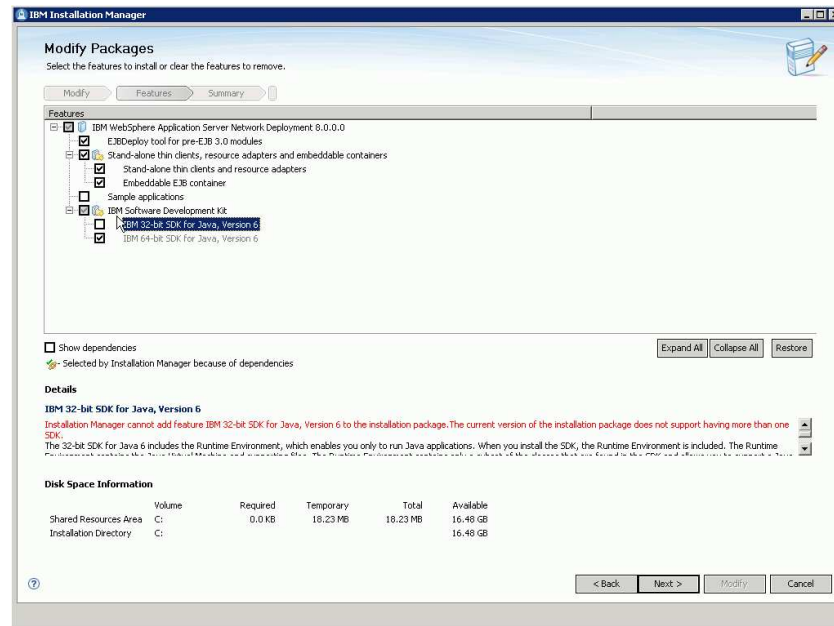 IBM Installation Manager
Modify Packages
Select the features to install or clear the features to remove.
Modify Features Summary
Features
IBM WebSphere Application Server Network Deployment 8.0.0.0
EJBDeploy tool for pre-EJB 3.0 modules
Stand-alone thin clients, resource adapters and embeddable containers
Stand-alone thin clients and resource adapters
Embeddable EJB container
Sample applications
IBM Software Development Kit
IBM 32-bit SDK for Java, Version 6
IBM 64-bit SDK for Java, Version 6
Show dependencies
Expand All Collapse All Restore
- Selected by Installation Manager because of dependencies
Details
IBM 32-bit SDK for Java, Version 6
Installation Manager cannot add feature IBM 32-bit SDK for Java, Version 6 to the installation package.The current version of the installation package does not support having more than one
SDK.
The 32-bit SDK for Java 6 includes the Runtime Environment, which enables you only to run Java applications. When you install the SDK, the Runtime Environment is included. The Runtime
Disk Space Information
Volume Required Temporary Total Available
Shared Resources Area C: 0.0 KB 18.23 MB 18.23 MB 16.48 GB
Installation Directory C: 16.48 GB
? < Back Next > Modify Cancel